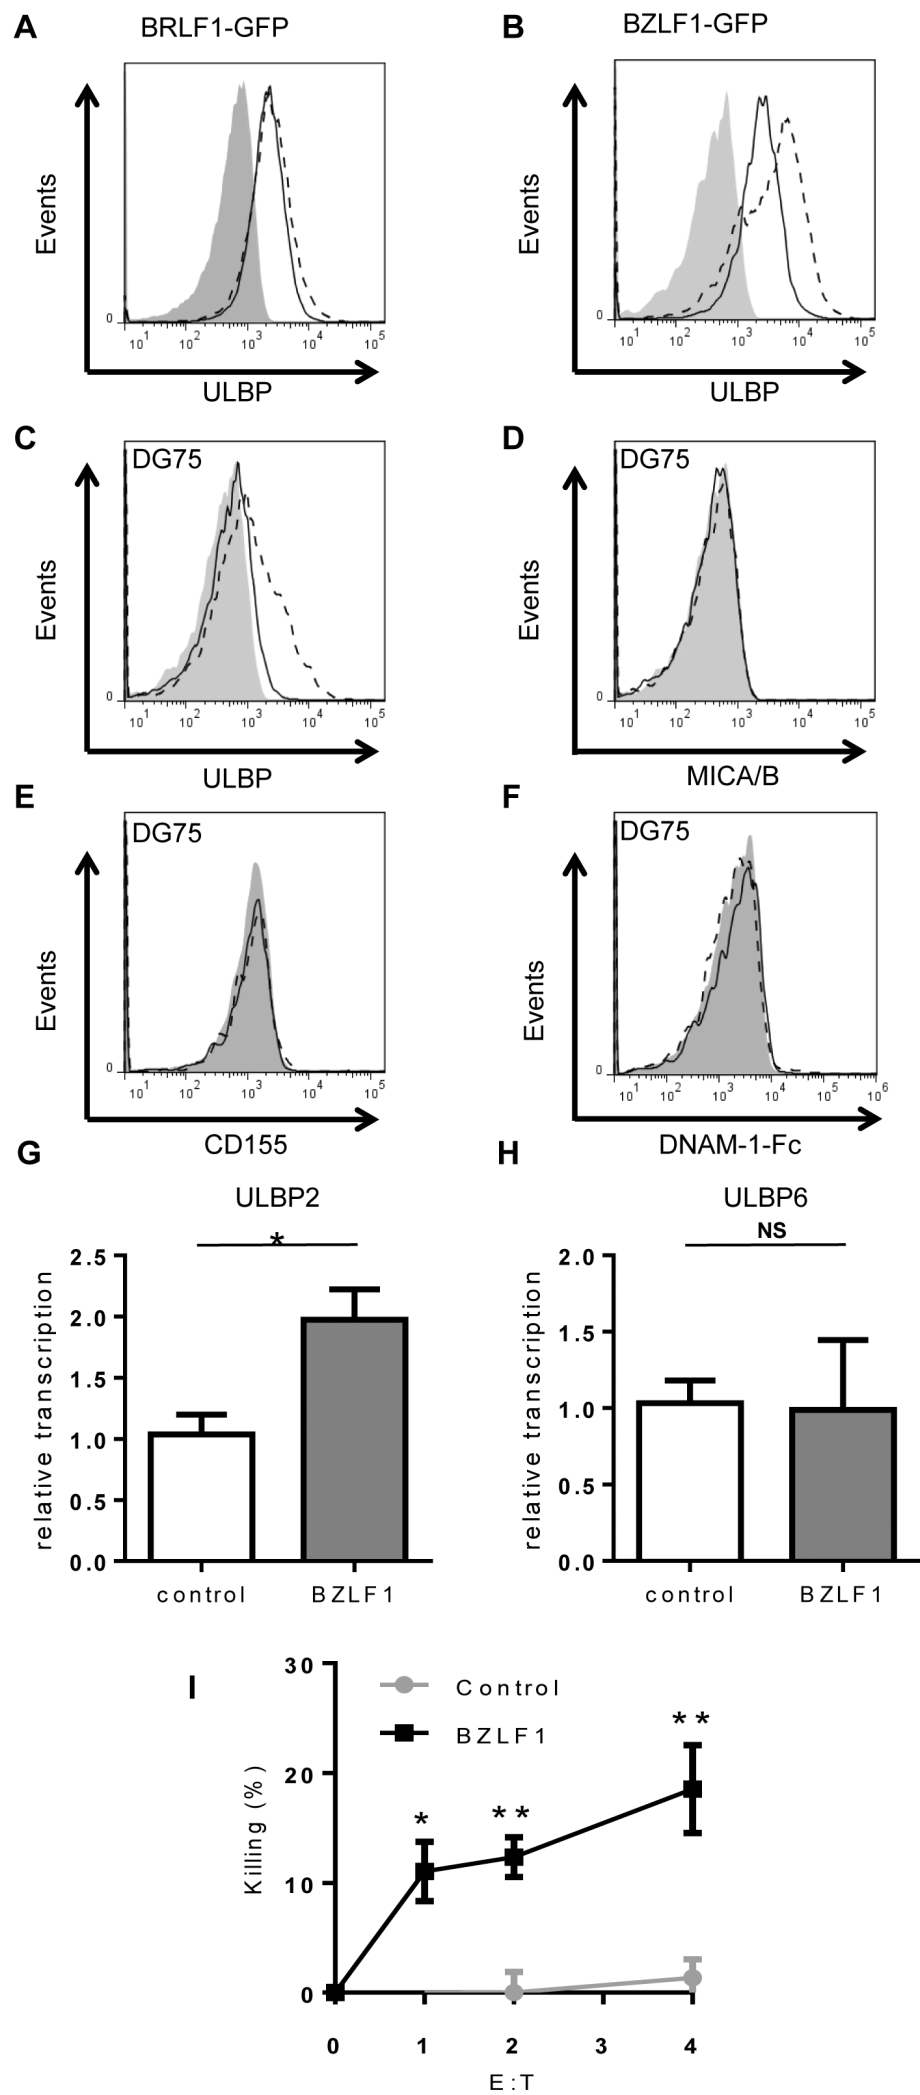 A
BRLF1-GFP
Events
0
10^1 10^2 10^3 10^4 10^5
ULBP
B
BZLF1-GFP
Events
0
10^1 10^2 10^3 10^4 10^5
ULBP
C
DG75
Events
0
10^1 10^2 10^3 10^4 10^5
ULBP
D
DG75
Events
0
10^1 10^2 10^3 10^4 10^5
MICA/B
E
DG75
Events
0
10^1 10^2 10^3 10^4 10^5
CD155
F
DG75
Events
0
10^1 10^2 10^3 10^4 10^5 10^6
DNAM-1-Fc
G
ULBP2
*
relative transcription
2.5
2.0
1.5
1.0
0.5
0.0
control BZLF1
H
ULBP6
NS
relative transcription
2.0
1.5
1.0
0.5
0.0
control BZLF1
I
Control
BZLF1
Killing (%)
30
20
10
0
* ** **
0 1 2 3 4
E:T